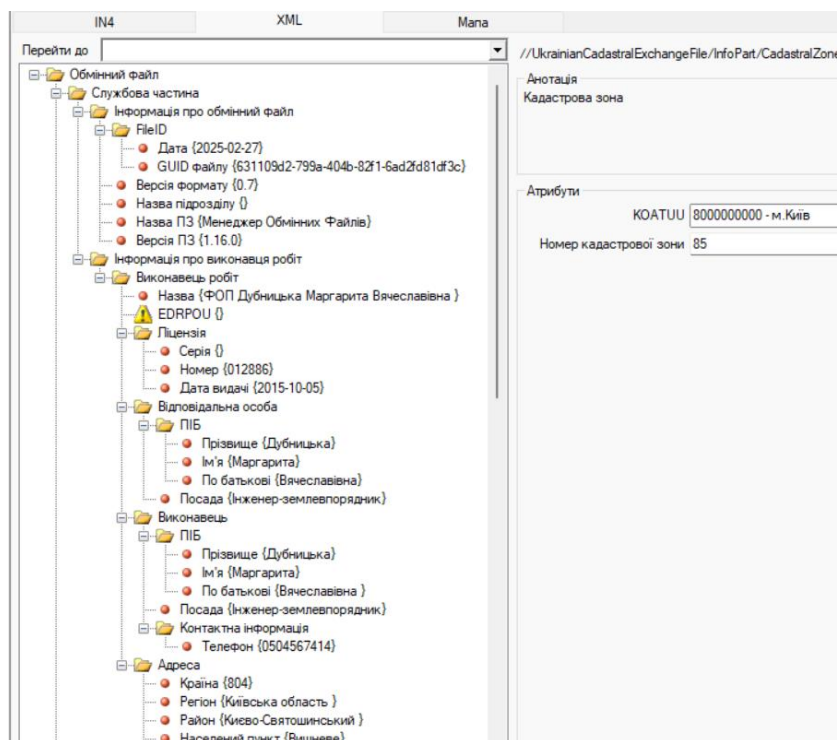 IN4
XML
Мапа
Перейти до
//UkrainianCadastralExchangeFile/InfoPart/CadastralZone
Обмінний файл
Службова частина
Інформація про обмінний файл
FileID
Дата {2025-02-27}
GUID файлу {631109d2-799a-404b-82f1-6ad2fd81df3c}
Версія формату {0.7}
Назва підрозділу {}
Назва ПЗ {Менеджер Обмінних Файлів}
Версія ПЗ {1.16.0}
Інформація про виконавця робіт
Виконавець робіт
Назва {ФОП Дубницька Маргарита Вячеславівна }
EDRPOU {}
Ліцензія
Серія {}
Номер {012886}
Дата видачі {2015-10-05}
Відповідальна особа
ПІБ
Прізвище {Дубницька}
Ім'я {Маргарита}
По батькові {Вячеславівна}
Посада {Інженер-землевпорядник}
Виконавець
ПІБ
Прізвище {Дубницька}
Ім'я {Маргарита}
По батькові {Вячеславівна }
Посада {Інженер-землевпорядник}
Контактна інформація
Телефон {0504567414}
Адреса
Країна {804}
Регіон {Київська область }
Район {Києво-Святошинський }
Населений пункт {Вишневе}
Анотація
Кадастрова зона
Атрибути
KOATUU 8000000000 - м.Київ
Номер кадастрової зони 85